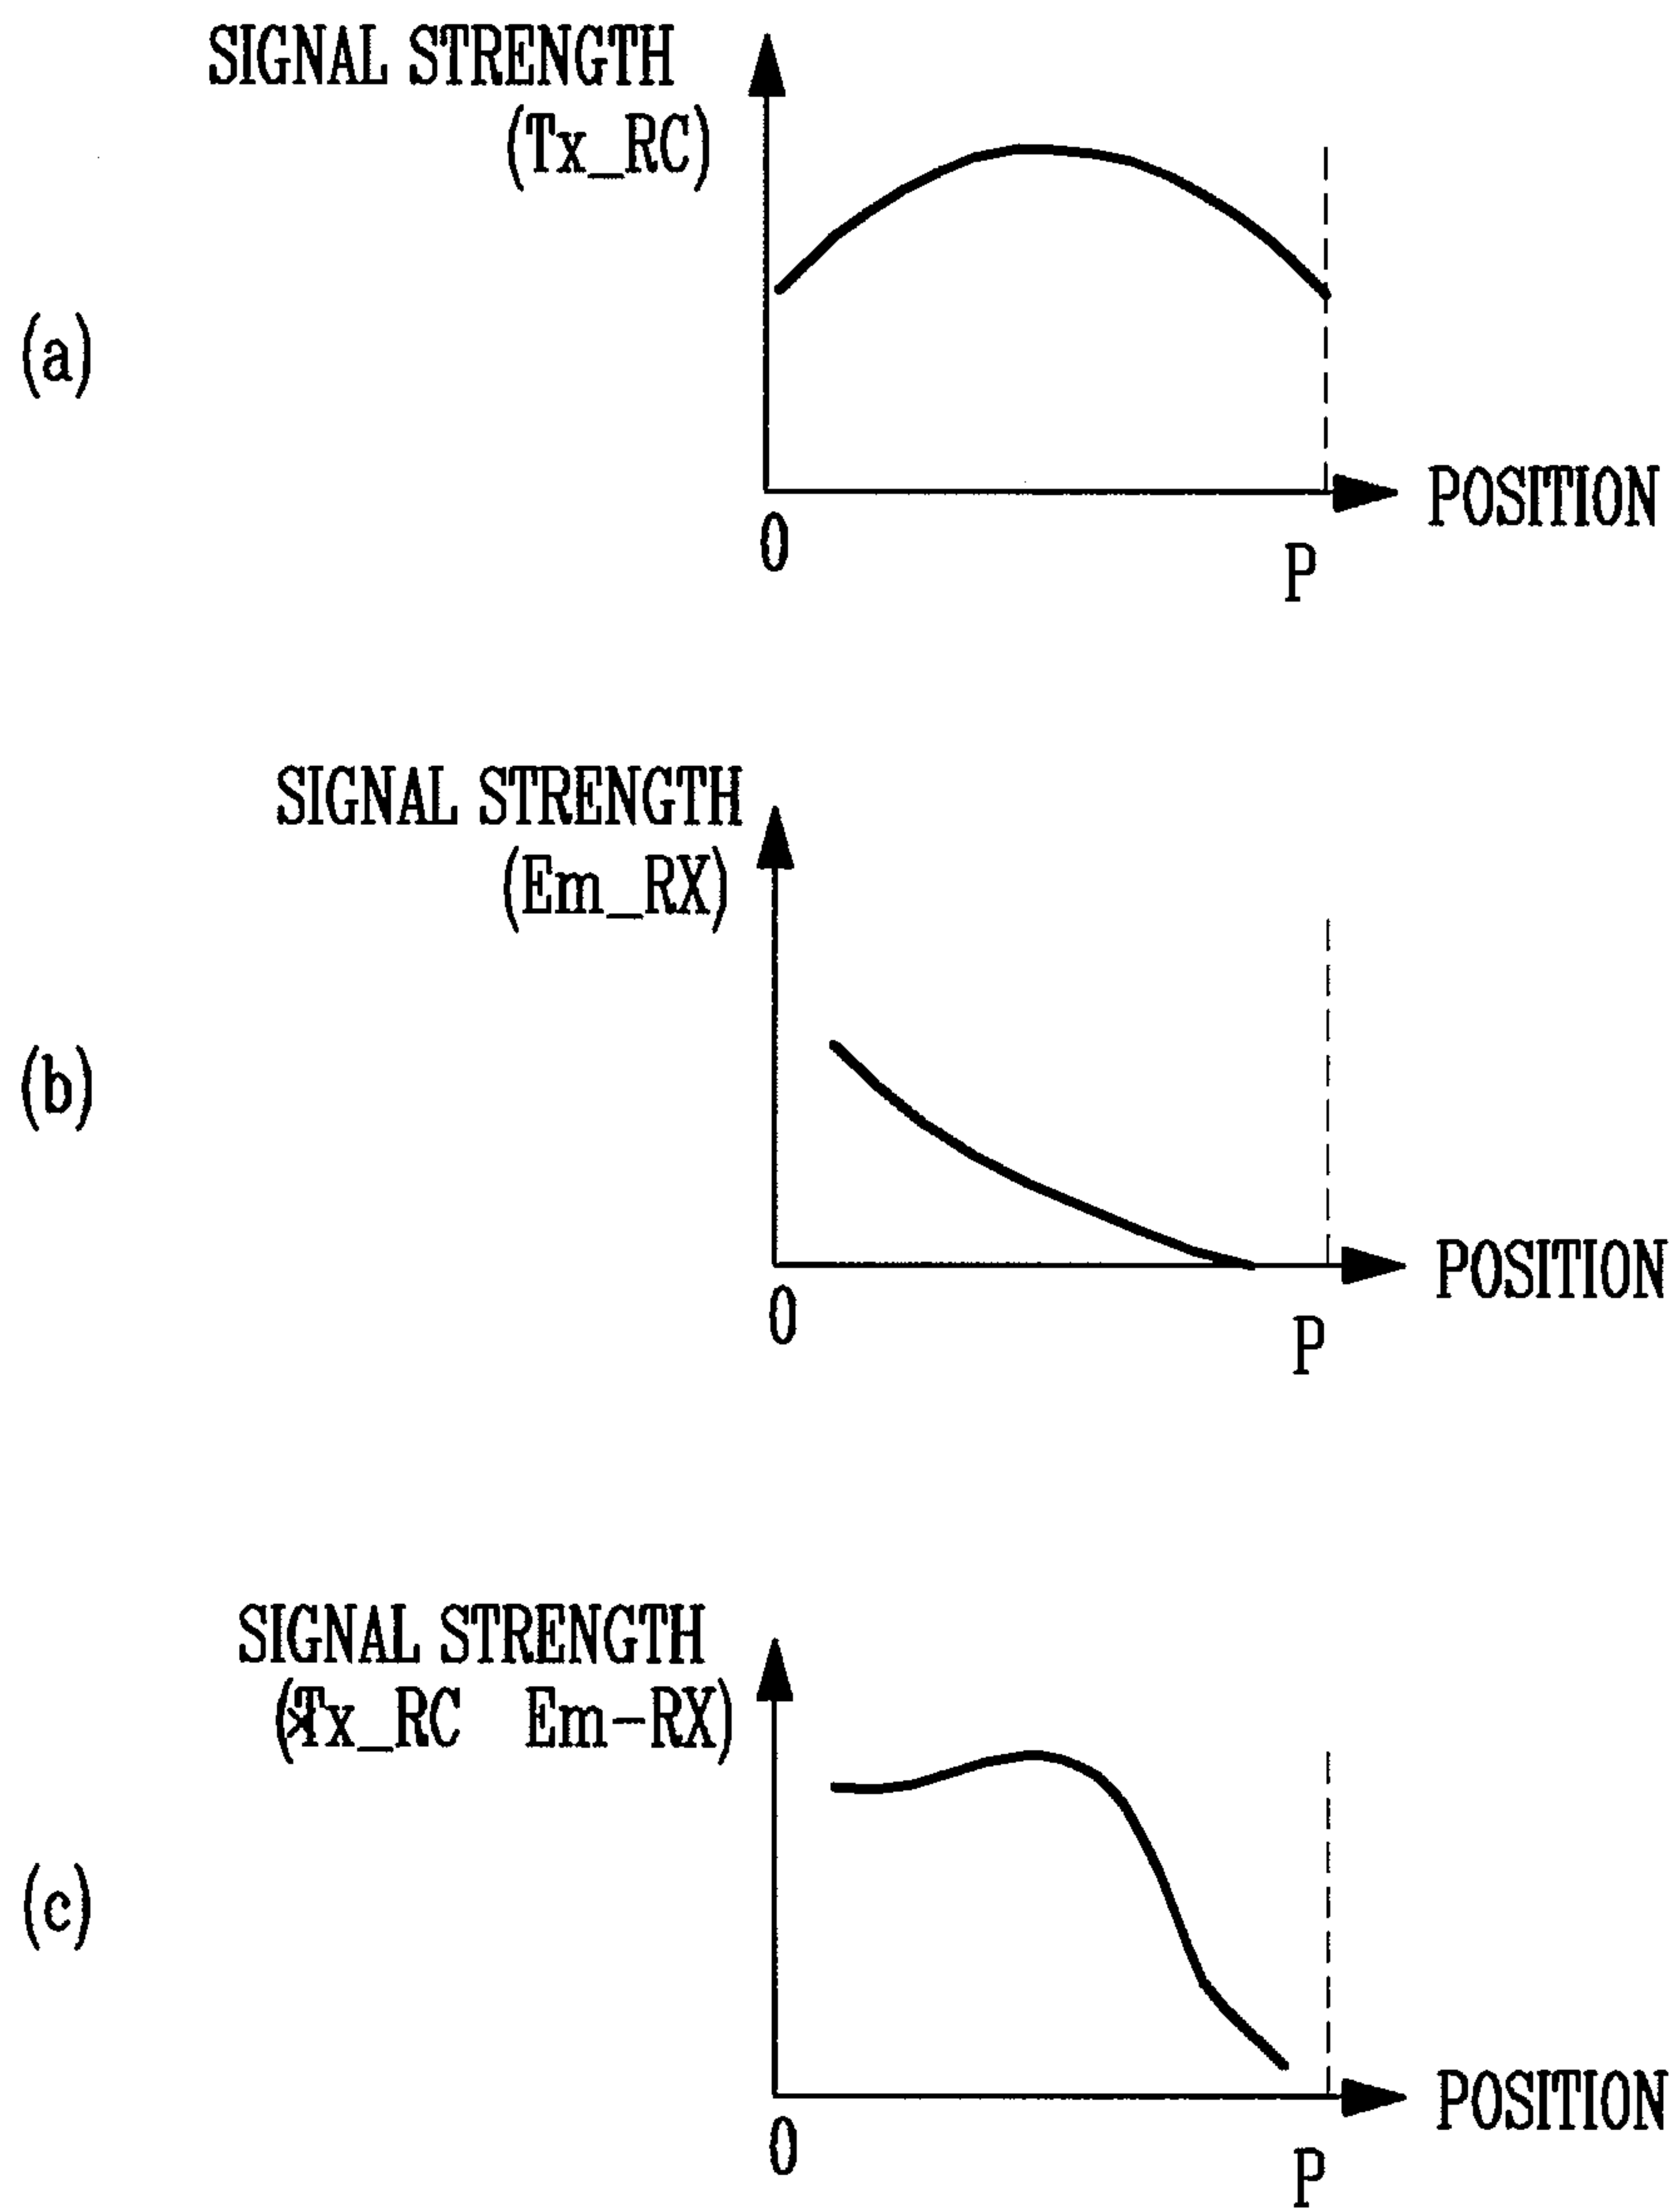 SIGNAL STRENGTH
(Tx_RC)
(a)
POSITION
0
P
SIGNAL STRENGTH
(Em_RX)
(b)
POSITION
0
P
SIGNAL STRENGTH
(*Tx_RC Em-RX)
(c)
POSITION
0
P